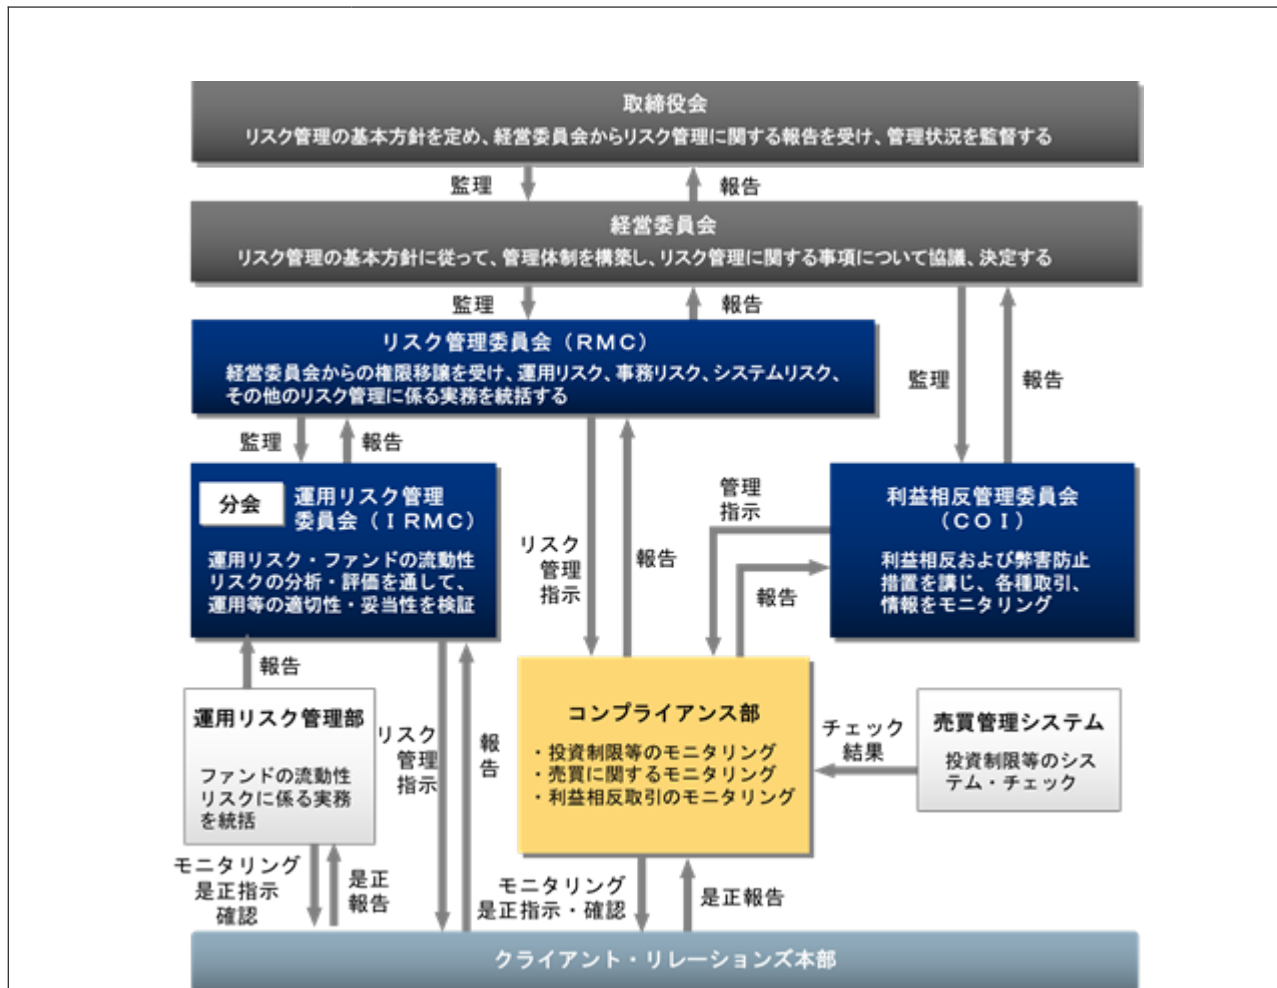 取締役会
リスク管理の基本方針を定め、経営委員会からリスク管理に関する報告を受け、管理状況を監督する
監理
報告
経営委員会
リスク管理の基本方針に従って、管理体制を構築し、リスク管理に関する事項について協議、決定する
監理
報告
リスク管理委員会（ＲＭＣ）
経営委員会からの権限移譲を受け、運用リスク、事務リスク、システムリスク、
その他のリスク管理に係る実務を統括する
監理
報告
監理
報告
分会
運用リスク管理
委員会（ＩＲＭＣ）
運用リスク・ファンドの流動性
リスクの分析・評価を通して、
運用等の適切性・妥当性を検証
リスク
管理
指示
報告
管理
指示
報告
利益相反管理委員会
（ＣＯＩ）
利益相反および弊害防止
措置を講じ、各種取引、
情報をモニタリング
報告
運用リスク管理部
ファンドの流動性
リスクに係る実務
を統括
リスク
管理
指示
報
告
コンプライアンス部
・投資制限等のモニタリング
・売買に関するモニタリング
・利益相反取引のモニタリング
チェック
結果
売買管理システム
投資制限等のシス
テム・チェック
モニタリング
是正指示
確認
是正
報告
モニタリング
是正指示・確認
是正報告
クライアント・リレーションズ本部